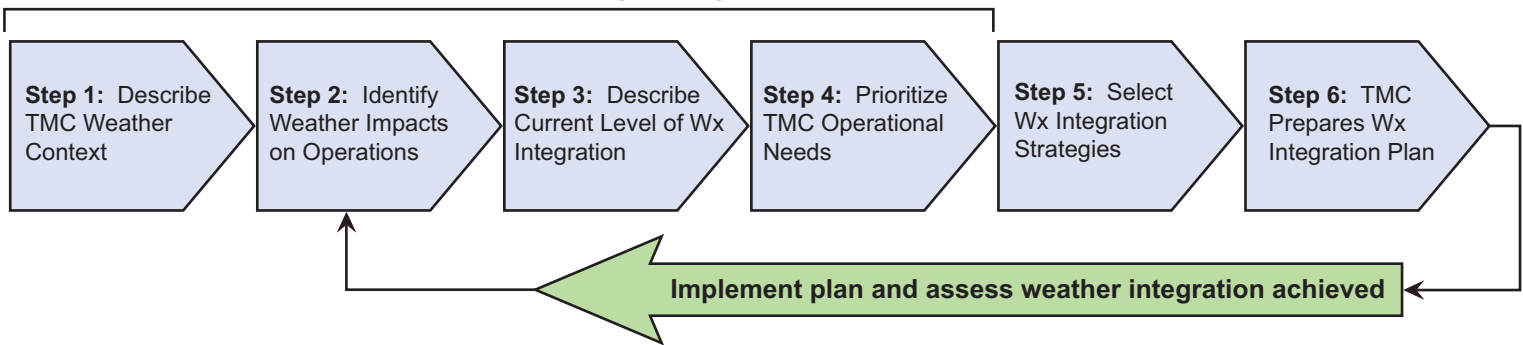 Step 1: Describe
TMC Weather
Context
Step 2: Identify
Weather Impacts
on Operations
Step 3: Describe
Current Level of Wx
Integration
Step 4: Prioritize
TMC Operational
Needs
Step 5: Select
Wx Integration
Strategies
Step 6: TMC
Prepares Wx
Integration Plan
Implement plan and assess weather integration achieved